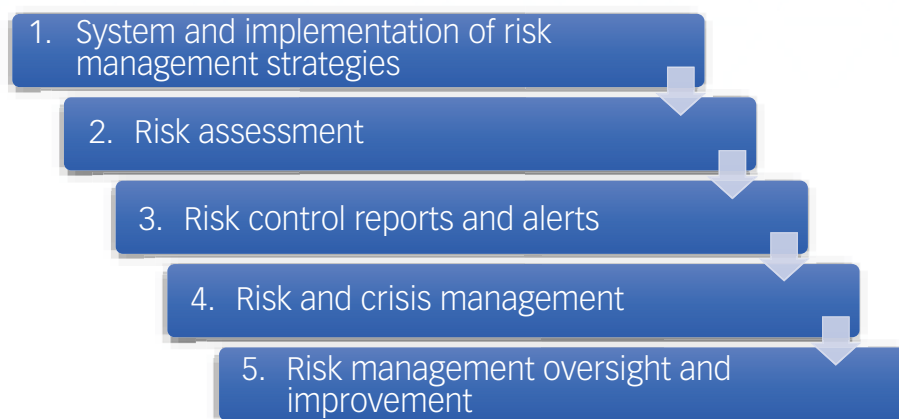 1. System and implementation of risk
management strategies
2. Risk assessment
3. Risk control reports and alerts
4. Risk and crisis management
5. Risk management oversight and
improvement